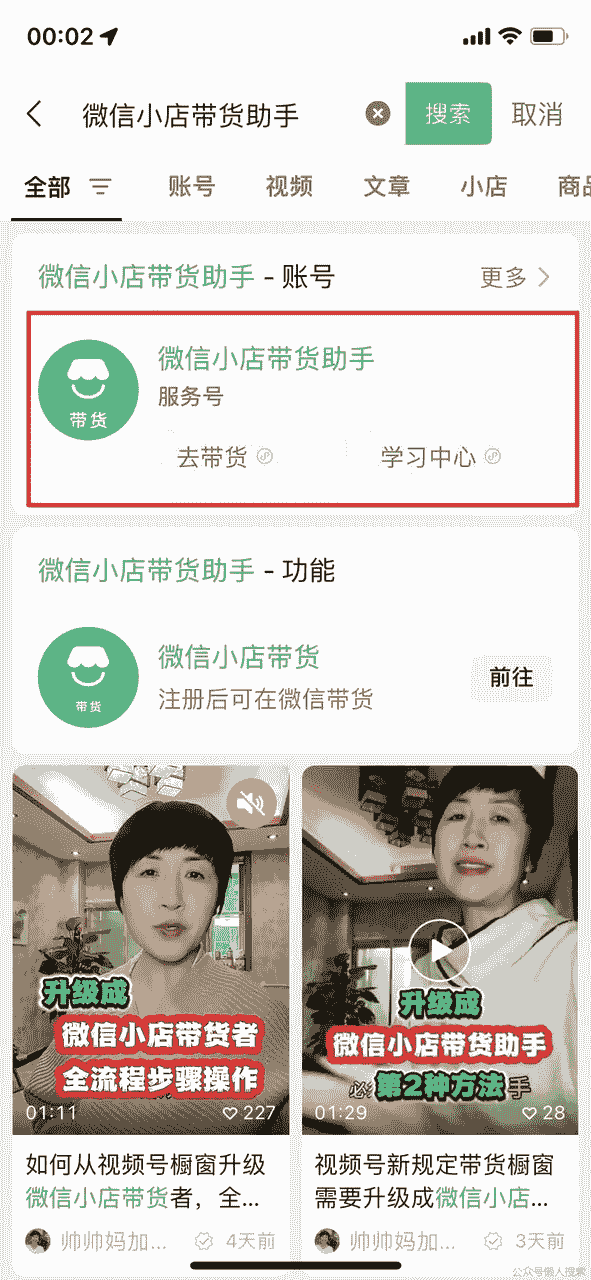 00:02
微信小店带货助手
搜索
取消
全部
账号
视频
文章
小店
商品
微信小店带货助手 - 账号
更多
带货
微信小店带货助手
服务号
去带货
学习中心
微信小店带货助手 - 功能
带货
微信小店带货
注册后可在微信带货
前往
升级成
微信小店带货者
全流程步骤操作
01:11
227
升级成
微信小店带货助手
第2种方法
手
01:29
28
如何从视频号橱窗升级
微信小店带货者，全...
帅帅妈加...
4天前
视频号新规定带货橱窗
需要升级成微信小店...
帅帅妈加...
3天前
公众号懒人搜索